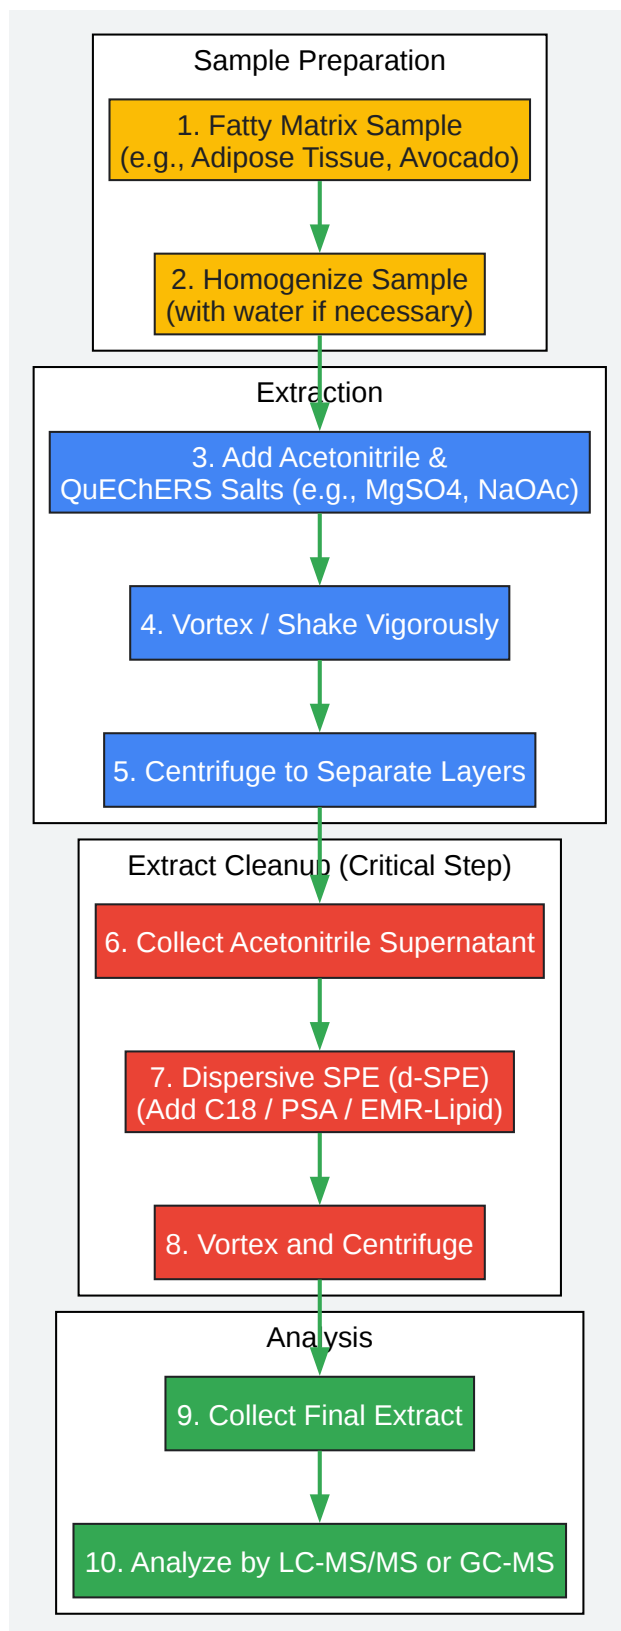 Sample Preparation
1. Fatty Matrix Sample
(e.g., Adipose Tissue, Avocado)
2. Homogenize Sample
(with water if necessary)
Extraction
3. Add Acetonitrile &
QuEChERS Salts (e.g., MgSO4, NaOAc)
4. Vortex / Shake Vigorously
5. Centrifuge to Separate Layers
Extract Cleanup (Critical Step)
6. Collect Acetonitrile Supernatant
7. Dispersive SPE (d-SPE)
(Add C18 / PSA / EMR-Lipid)
8. Vortex and Centrifuge
Analysis
9. Collect Final Extract
10. Analyze by LC-MS/MS or GC-MS